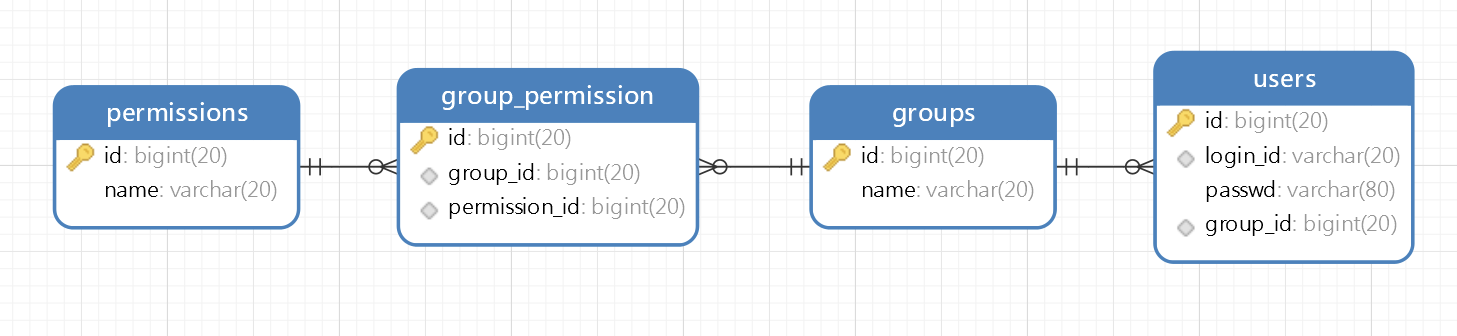 permissions
id: bigint(20)
name: varchar(20)
group_permission
id: bigint(20)
group_id: bigint(20)
permission_id: bigint(20)
groups
id: bigint(20)
name: varchar(20)
users
id: bigint(20)
login_id: varchar(20)
passwd: varchar(80)
group_id: bigint(20)